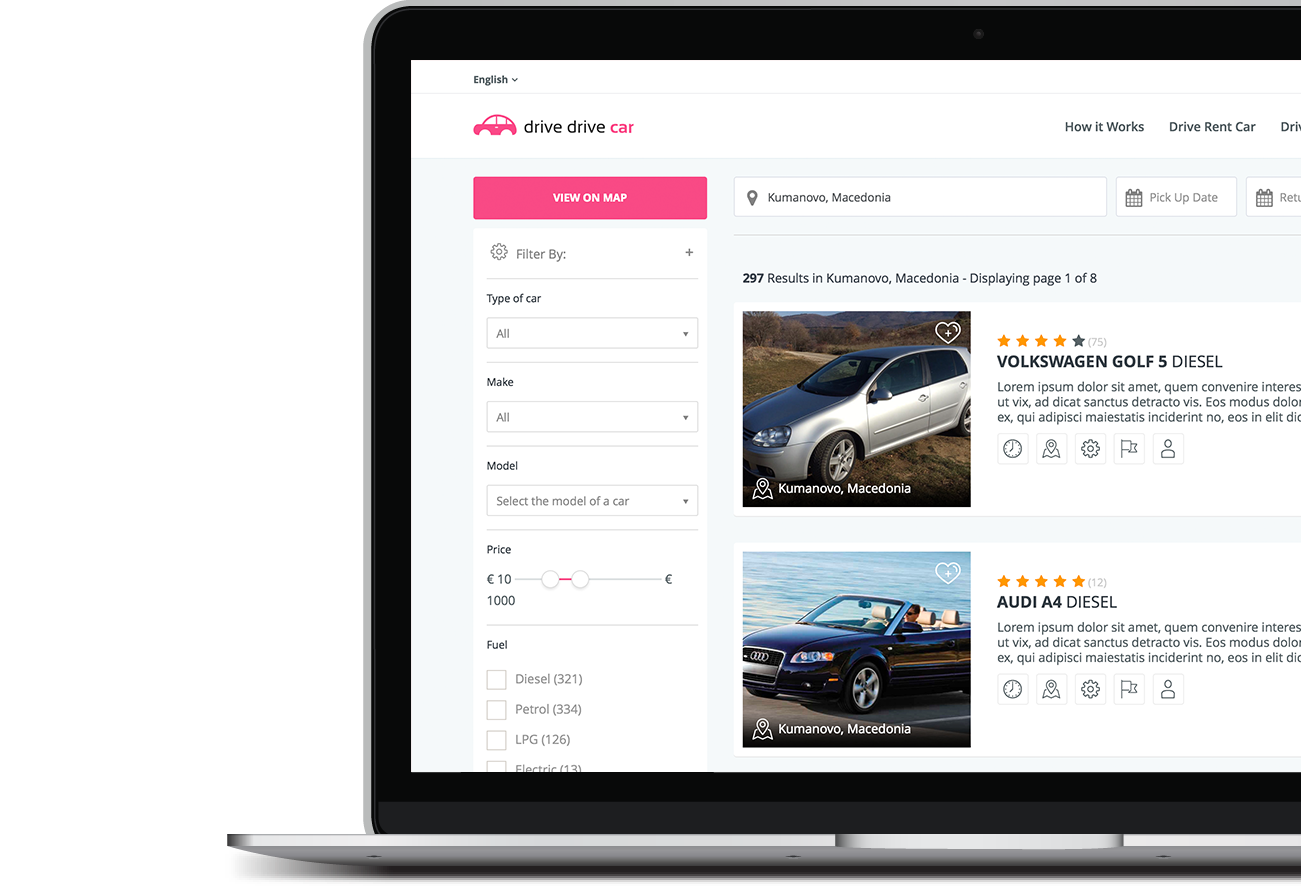 English
drive drive car
How it Works
Drive Rent Car
VIEW ON MAP
Kumanovo, Macedonia
Pick Up Date
Filter By:
+
Type of car
All
Make
All
Model
Select the model of a car
Price
€ 10
€
1000
Fuel
Diesel (321)
Petrol (334)
LPG (126)
Electric (13)
297 Results in Kumanovo, Macedonia - Displaying page 1 of 8
Kumanovo, Macedonia
(75)
VOLKSWAGEN GOLF 5 DIESEL
Lorem ipsum dolor sit amet, quem convenire interes
ut vix, ad dicat sanctus detracto vis. Eos modus dolor
ex, qui adipisci maiestatis inciderint no, eos in elit dic
Kumanovo, Macedonia
(12)
AUDI A4 DIESEL
Lorem ipsum dolor sit amet, quem convenire interes
ut vix, ad dicat sanctus detracto vis. Eos modus dolor
ex, qui adipisci maiestatis inciderint no, eos in elit dic